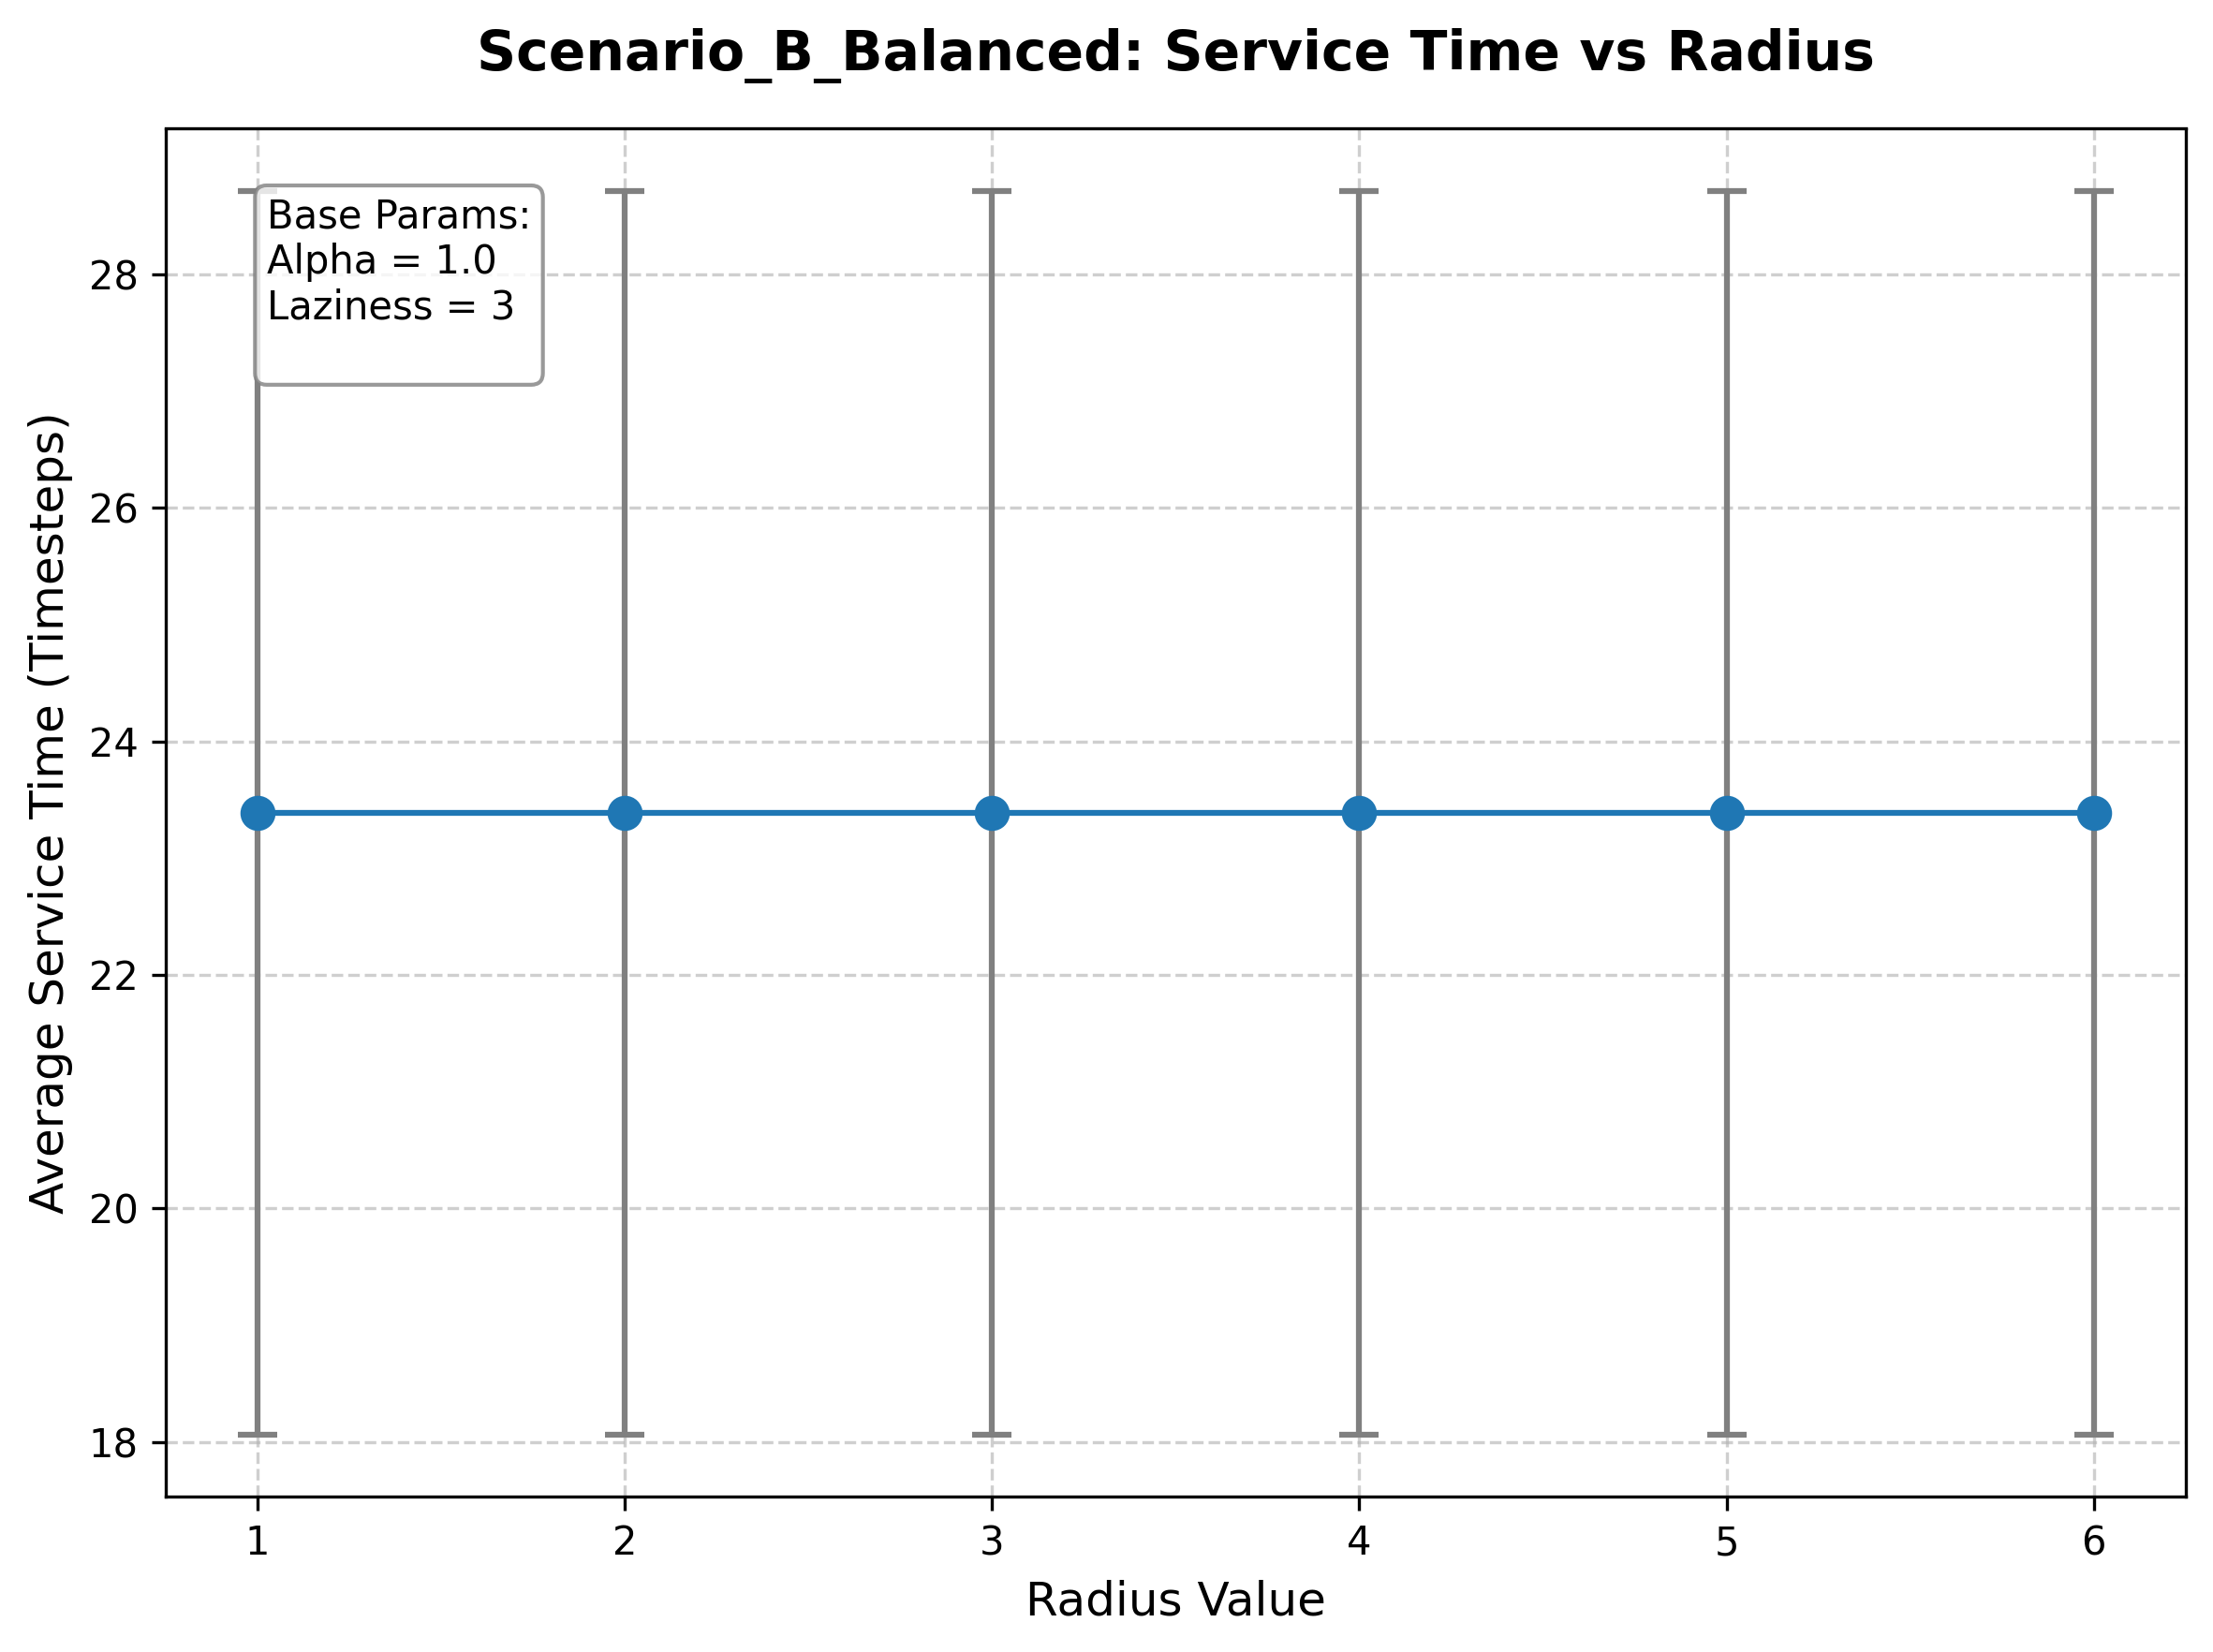 Scenario_B_Balanced: Service Time vs Radius
Base Params:
Alpha = 1.0
Laziness = 3
28
26
24
22
20
18
Average Service Time (Timesteps)
1 2 3 4 5 6
Radius Value